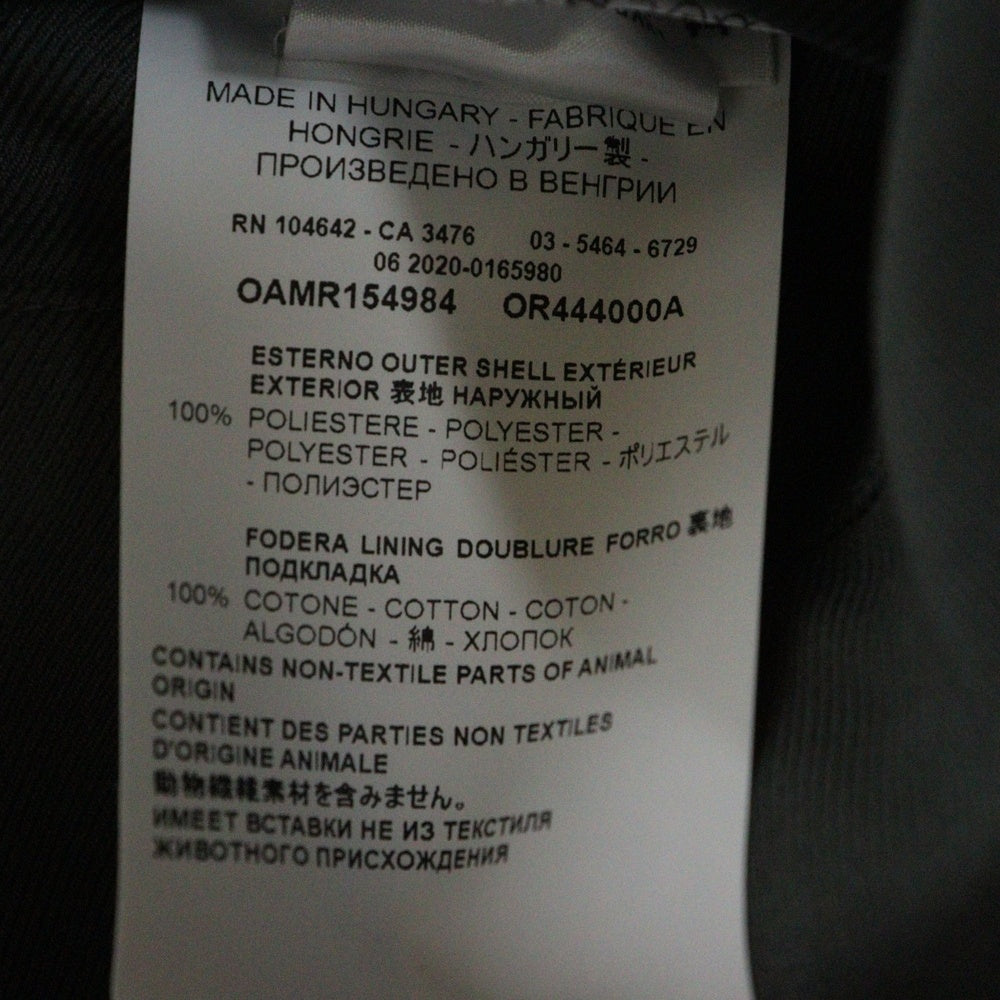 MADE IN HUNGARY - FABRIQUE EN
HONGRIE - ハンガリー製 -
ПРОИЗВЕДЕНО В ВЕНГРИИ
RN 104642 - CA 3476 03 - 5464 - 6729
06 2020-0165980
OAMR154984 OR444000A
ESTERNO OUTER SHELL EXTÉRIEUR
EXTERIOR 表地 НАРУЖНЫЙ
100% POLIESTERE - POLYESTER -
POLYESTER - POLIÉSTER - ポリエステル
- ПОЛИЭСТЕР
FODERA LINING DOUBLURE FORRO 裏地
ПОДКЛАДКА
100% COTONE - COTTON - COTON -
ALGODÓN - 綿 - ХЛОПОК
CONTAINS NON-TEXTILE PARTS OF ANIMAL
ORIGIN
CONTIENT DES PARTIES NON TEXTILES
D'ORIGINE ANIMALE
動物繊維素材を含みません。
ИМЕЕТ ВСТАВКИ НЕ ИЗ ТЕКСТИЛЯ
ЖИВОТНОГО ПРИСХОЖДЕНИЯ